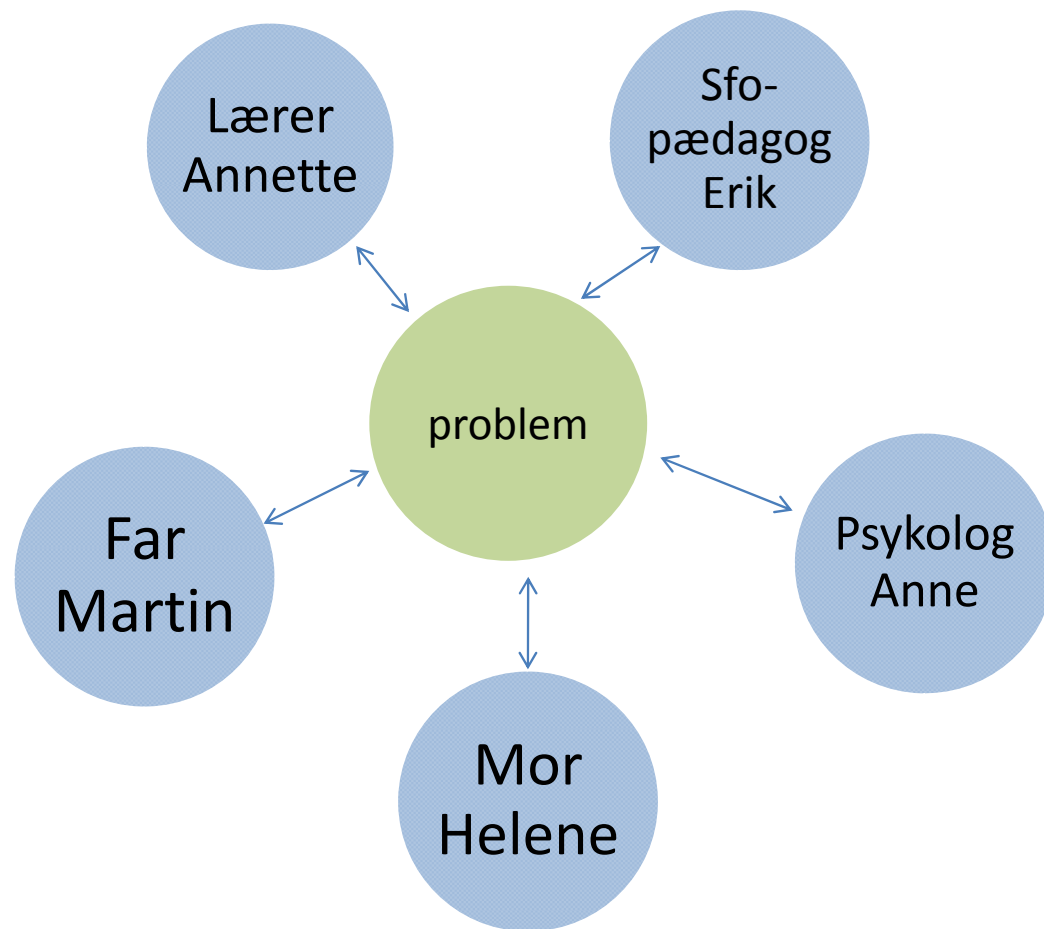 Lærer
Annette
Sfo-
pædagog
Erik
problem
Far
Martin
Psykolog
Anne
Mor
Helene